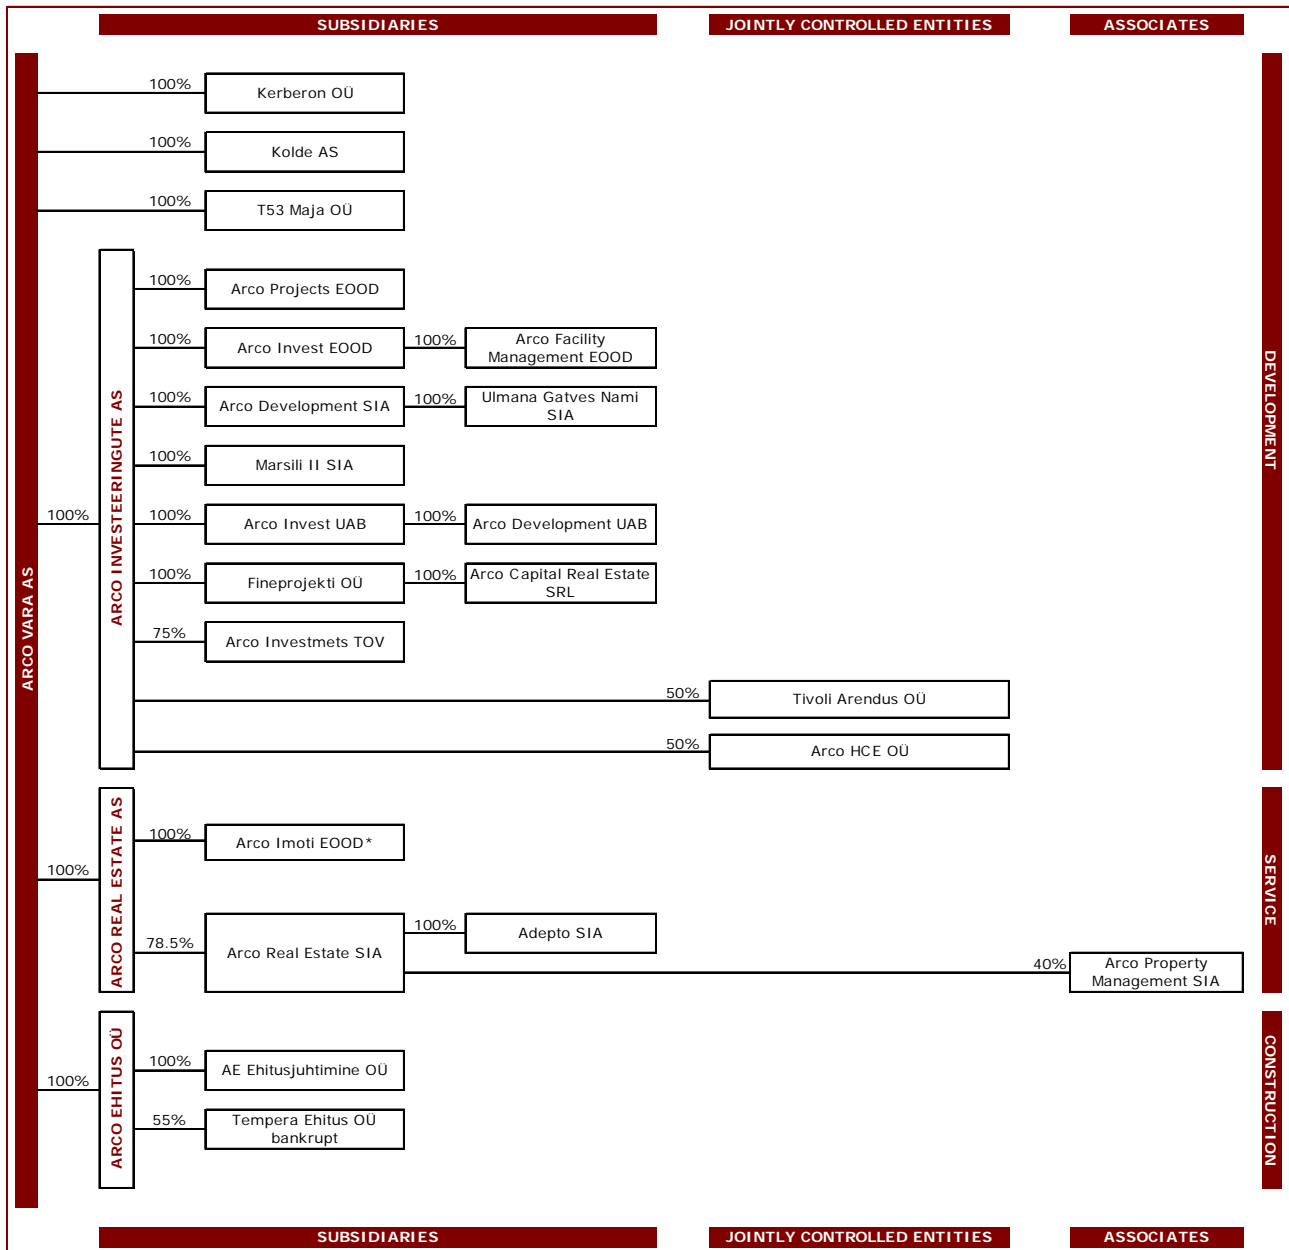 SUBSIDIARIES
JOINTLY CONTROLLED ENTITIES
ASSOCIATES
ARCO VARA AS
DEVELOPMENT
100%
Kerberon OÜ
100%
Kolde AS
100%
T53 Maja OÜ
100%
ARCO INVESTEERINGUTE AS
100%
Arco Projects EOOD
100%
Arco Invest EOOD
100%
Arco Facility
Management EOOD
100%
Arco Development SIA
100%
Ulmana Gatves Nami
SIA
100%
Marsili II SIA
100%
Arco Invest UAB
100%
Arco Development UAB
100%
Fineprojekti OÜ
100%
Arco Capital Real Estate
SRL
75%
Arco Investmets TOV
50%
Tivoli Arendus OÜ
50%
Arco HCE OÜ
100%
ARCO REAL ESTATE AS
SERVICE
100%
Arco Imoti EOOD*
78.5%
Arco Real Estate SIA
100%
Adepto SIA
40%
Arco Property
Management SIA
100%
ARCO EHITUS OÜ
CONSTRUCTION
100%
AE Ehitusjuhtimine OÜ
55%
Tempera Ehitus OÜ
bankrupt
SUBSIDIARIES
JOINTLY CONTROLLED ENTITIES
ASSOCIATES